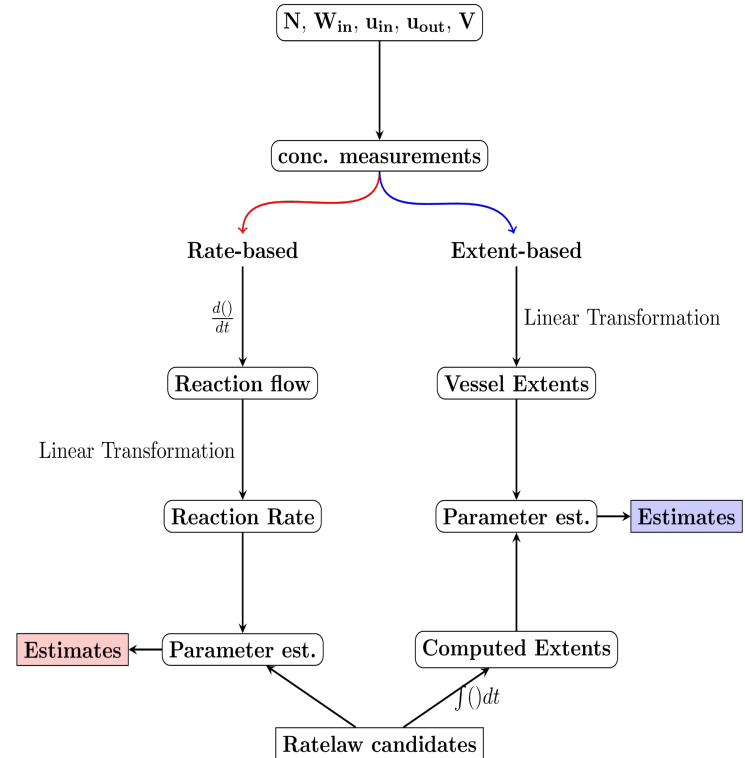 N, W_in, u_in, u_out, V
conc. measurements
Rate-based
Extent-based
d()/dt
Linear Transformation
Reaction flow
Vessel Extents
Linear Transformation
Reaction Rate
Parameter est.
Estimates
Estimates
Parameter est.
Computed Extents
∫()dt
Ratelaw candidates